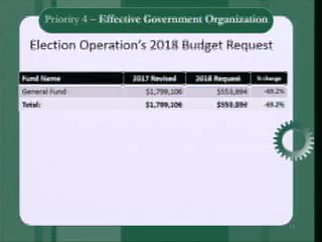 Priority 4 – Effective Government Organization
Election Operation's 2018 Budget Request
Fund Name 2017 Revised 2018 Request % change
General Fund $1,799,106 $553,894 -69.2%
Total: $1,799,106 $553,894 -69.2%